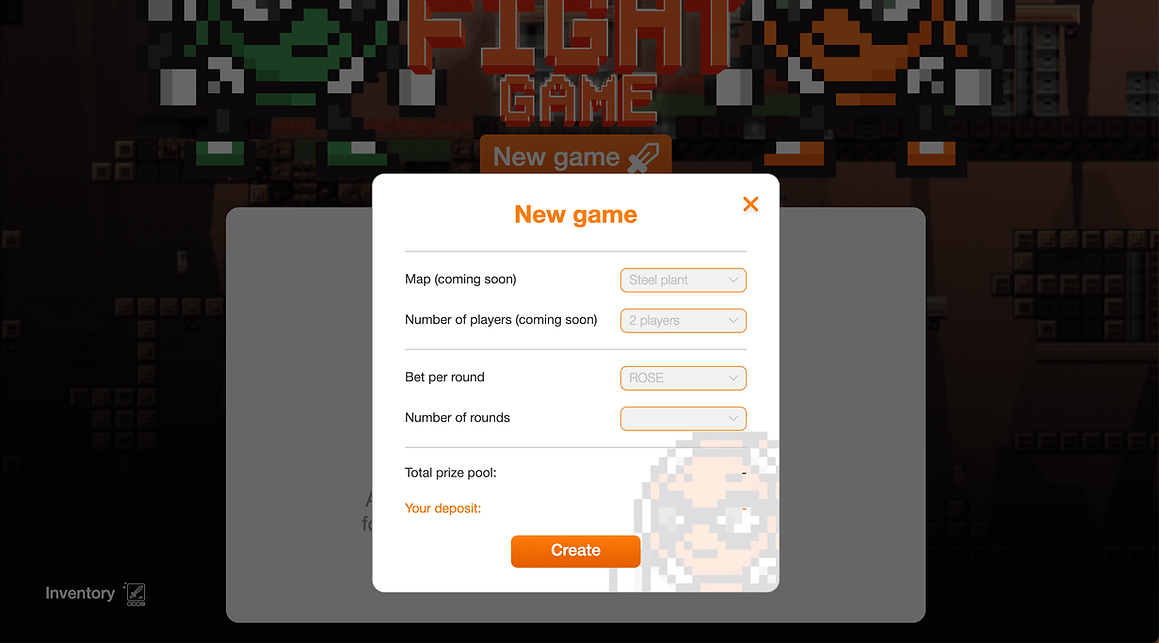 FIGHT
GAME
New game
New game
Map (coming soon)
Steel plant
Number of players (coming soon)
2 players
Bet per round
ROSE
Number of rounds
Total prize pool:
-
Your deposit:
-
Create
Inventory